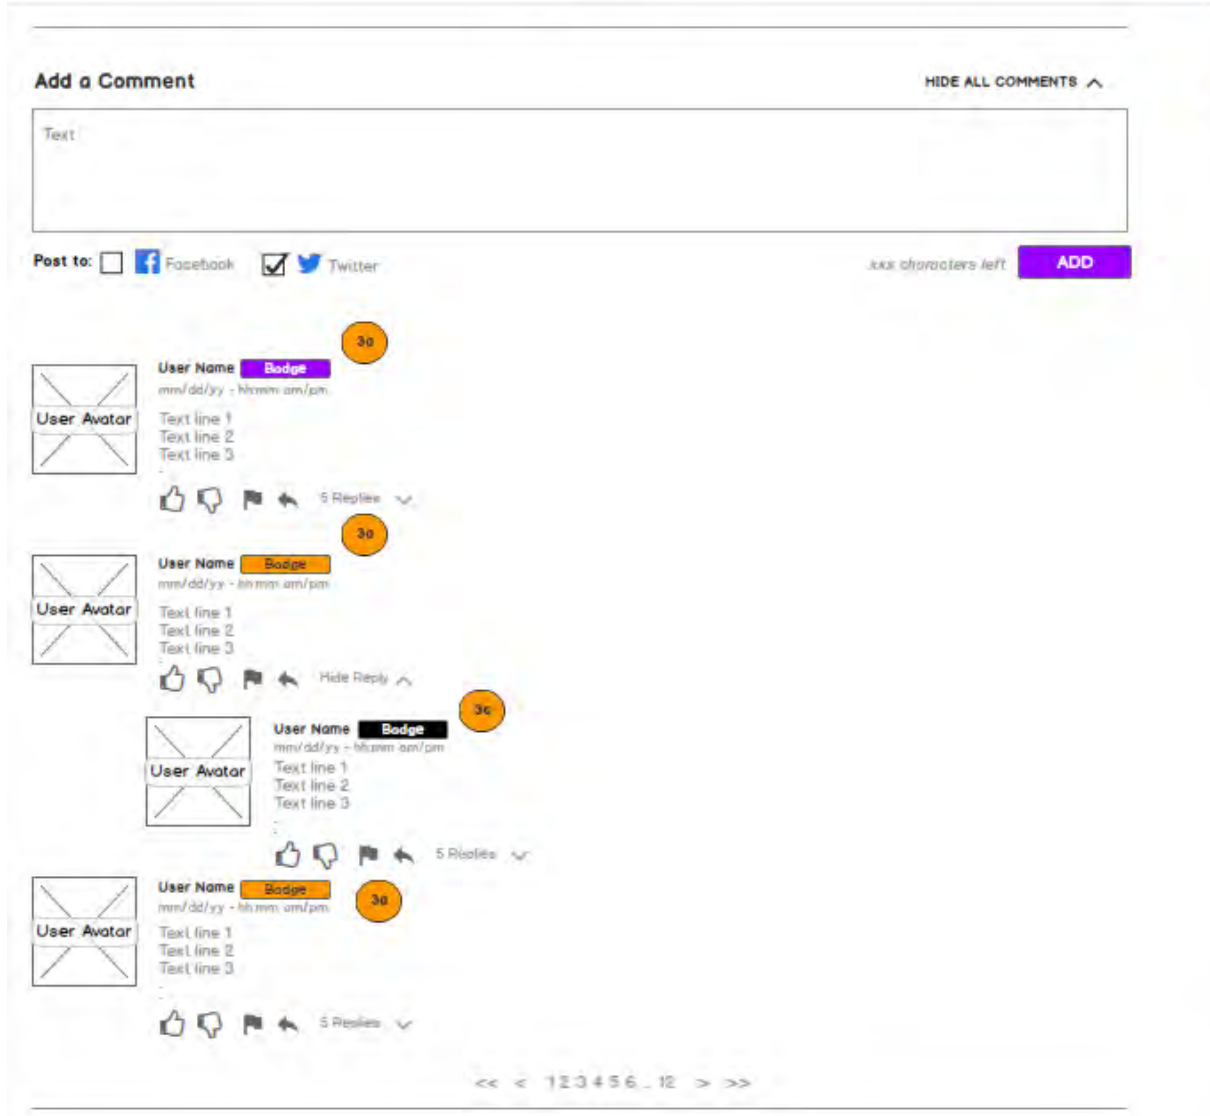 Add a Comment
HIDE ALL COMMENTS
Text
Post to: Facebook Twitter
xxx characters left
ADD
3a
User Name Badge
mm/dd/yy - hh:mm am/pm
User Avatar
Text line 1
Text line 2
Text line 3
.
5 Replies
3a
User Name Badge
mm/dd/yy - hh:mm am/pm
User Avatar
Text line 1
Text line 2
Text line 3
.
Hide Reply
3c
User Name Badge
mm/dd/yy - hh:mm am/pm
User Avatar
Text line 1
Text line 2
Text line 3
.
.
5 Replies
User Name Badge
3a
mm/dd/yy - hh:mm am/pm
User Avatar
Text line 1
Text line 2
Text line 3
.
.
5 Replies
<< < 1 2 3 4 5 6 .. 12 > >>